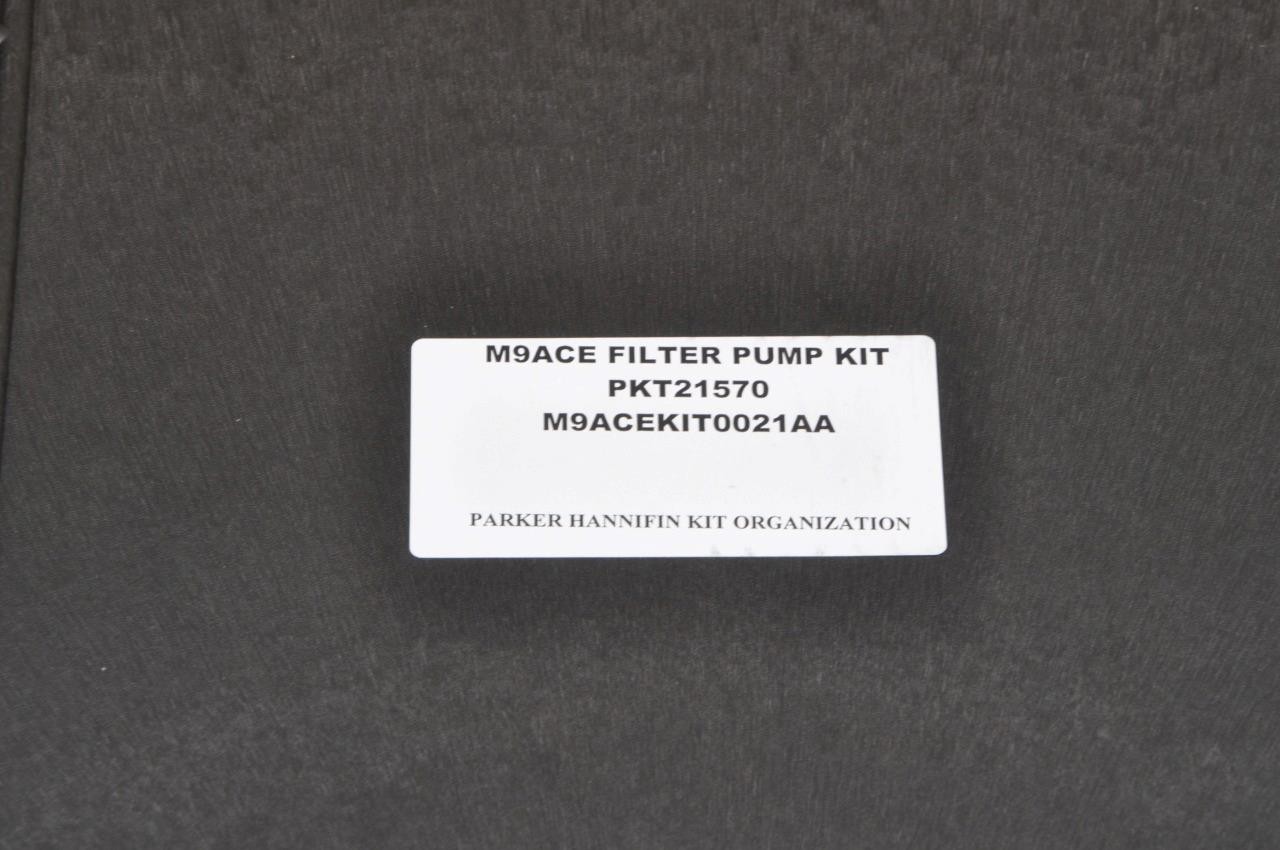 M9ACE FILTER PUMP KIT
PKT21570
M9ACEKIT0021AA
PARKER HANNIFIN KIT ORGANIZATION